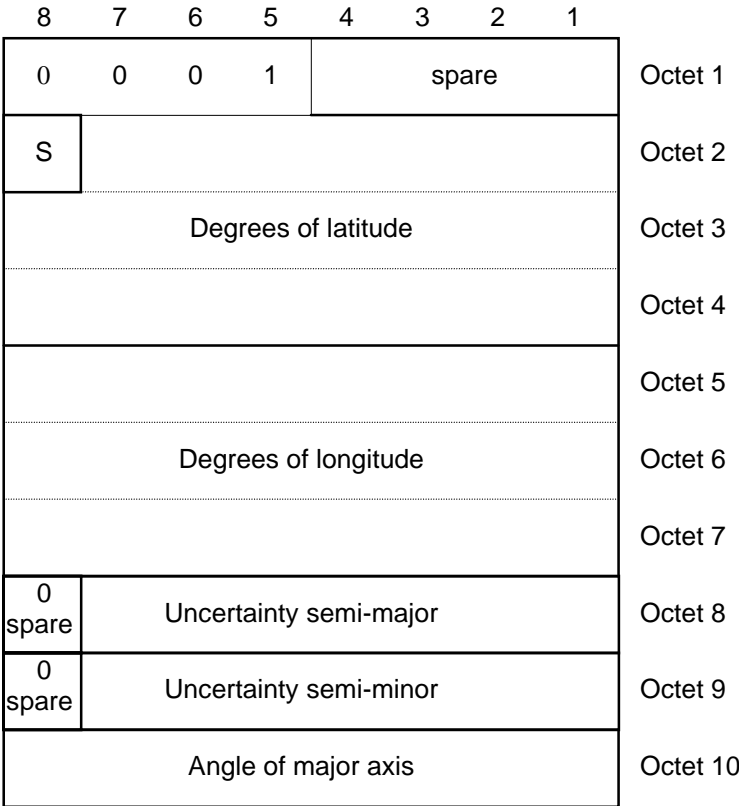 8 7 6 5 4 3 2 1
0 0 0 1 spare Octet 1
S Octet 2
Degrees of latitude Octet 3
Octet 4
Octet 5
Degrees of longitude Octet 6
Octet 7
0
spare Uncertainty semi-major Octet 8
0
spare Uncertainty semi-minor Octet 9
Angle of major axis Octet 10